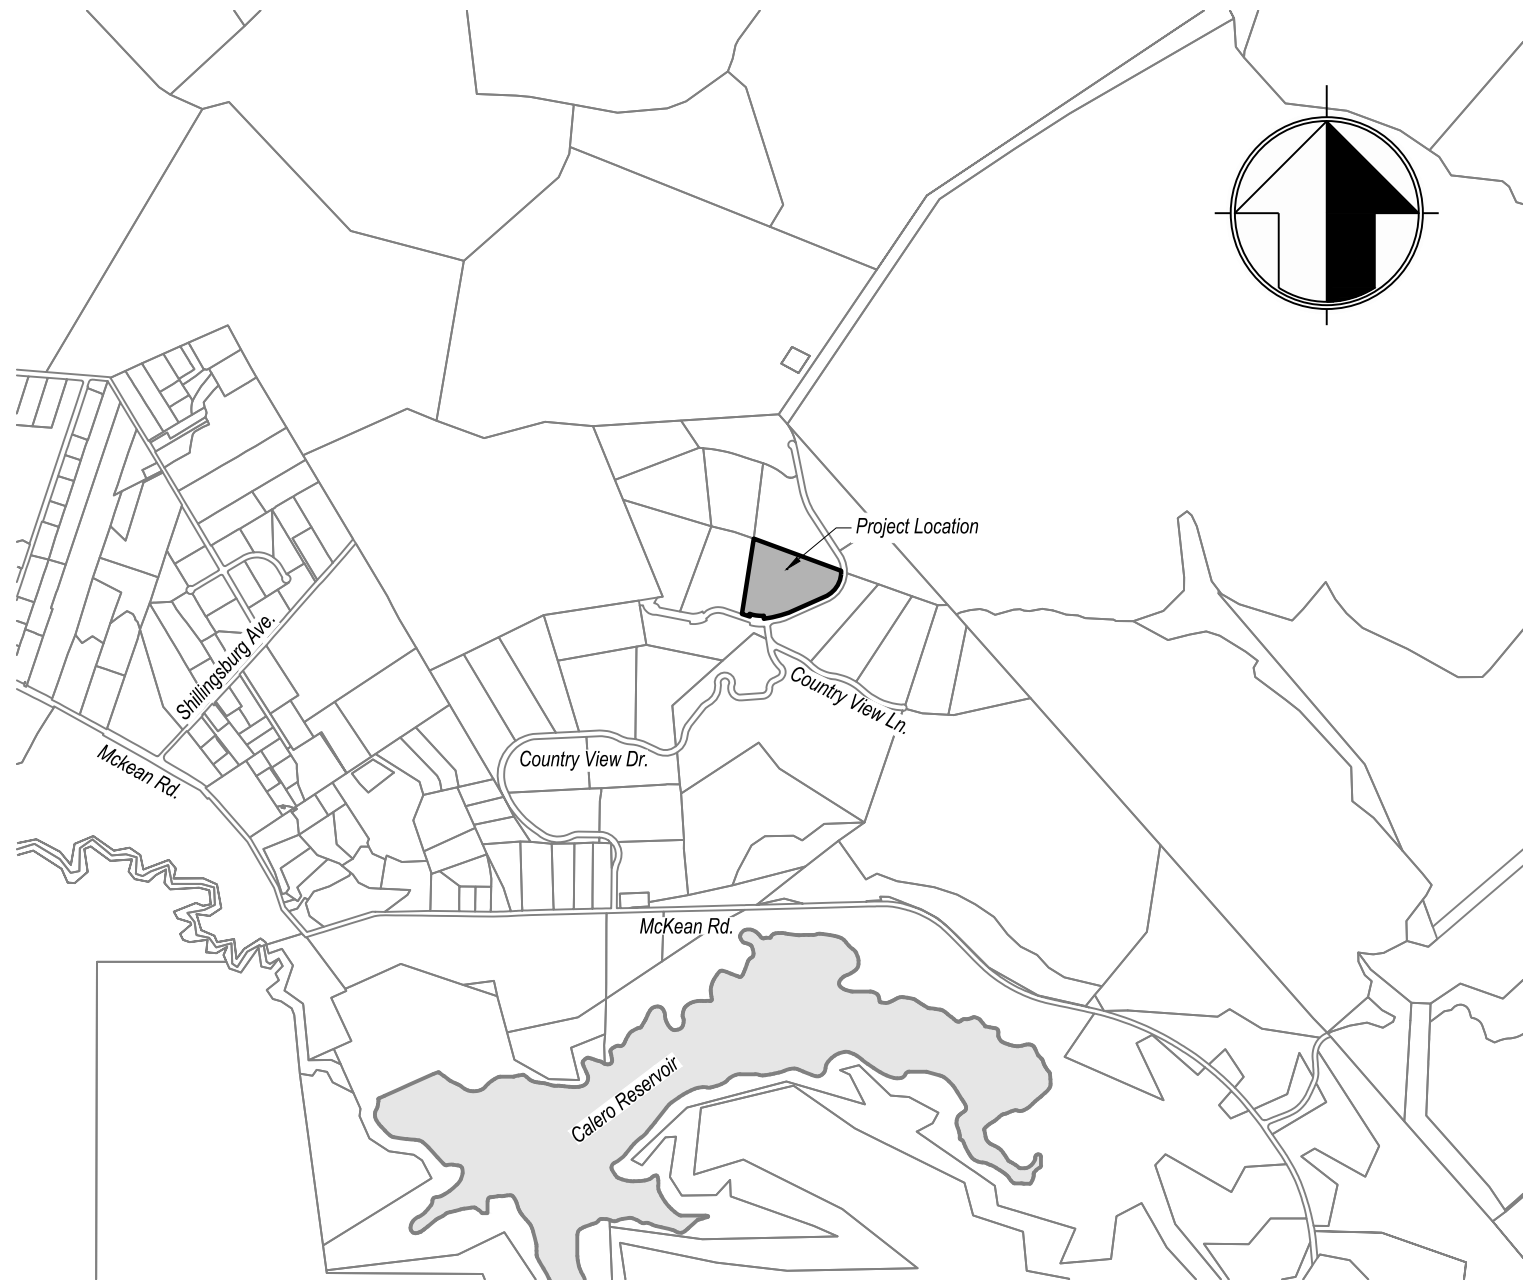 Project Location
Shillingsburg Ave.
Country View Ln.
Mckean Rd.
Country View Dr.
McKean Rd.
Calero Reservoir